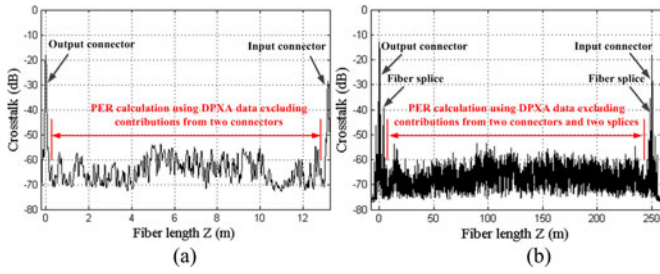 (a)
0
Output connector
Input connector
-10
-20
-30
-40
-50
-60
-70
-80
Crosstalk (dB)
PER calculation using DPXA data excluding
contributions from two connectors
0 2 4 6 8 10 12
Fiber length Z (m)
(a)
(b)
0
Output connector
Input connector
Fiber splice
Fiber splice
-10
-20
-30
-40
-50
-60
-70
-80
Crosstalk (dB)
PER calculation using DPXA data excluding
contributions from two connectors and two splices
0 50 100 150 200 250
Fiber length Z (m)
(b)